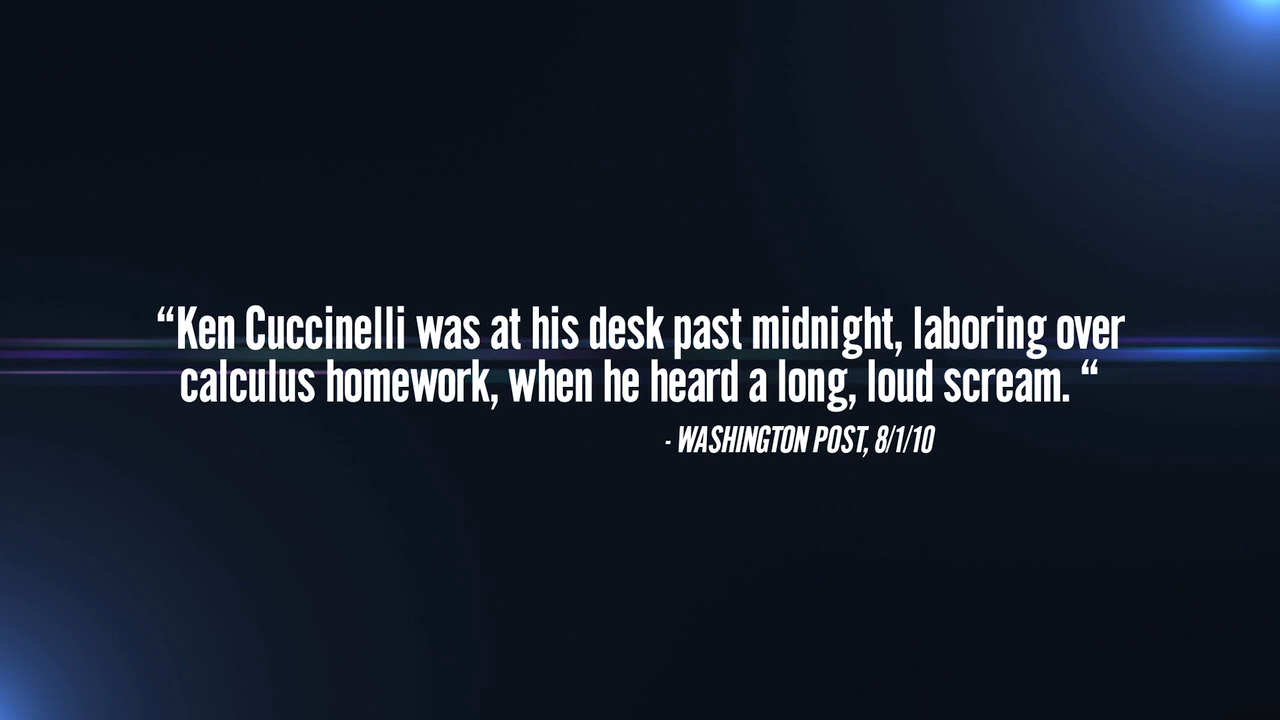 “Ken Cuccinelli was at his desk past midnight, laboring over
calculus homework, when he heard a long, loud scream. “
- WASHINGTON POST, 8/1/10